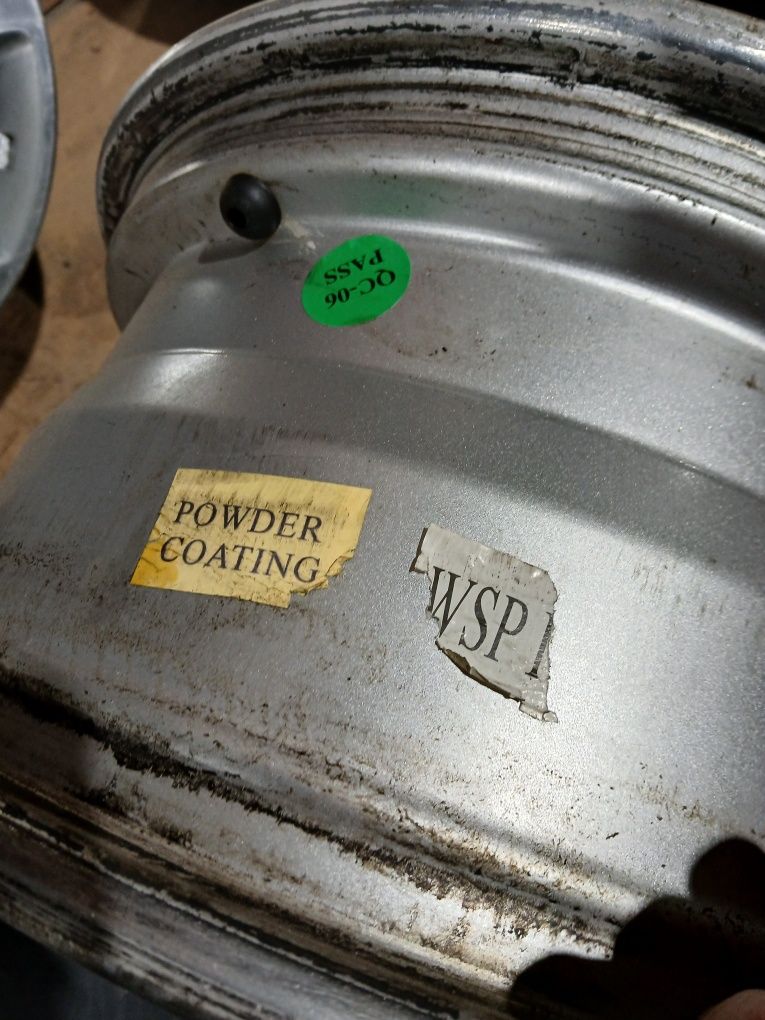 QC-06
PASS
POWDER
COATING
WSP